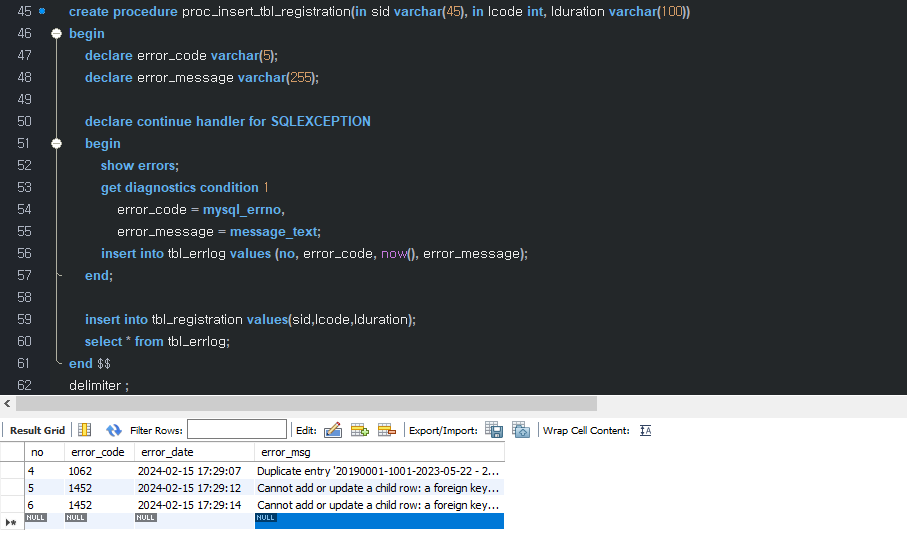 45 create procedure proc_insert_tbl_registration(in sid varchar(45), in lcode int, lduration varchar(100))
46 begin
47 declare error_code varchar(5);
48 declare error_message varchar(255);
49
50 declare continue handler for SQLEXCEPTION
51 begin
52 show errors;
53 get diagnostics condition 1
54 error_code = mysql_errno,
55 error_message = message_text;
56 insert into tbl_errlog values (no, error_code, now(), error_message);
57 end;
58
59 insert into tbl_registration values(sid,lcode,lduration);
60 select * from tbl_errlog;
61 end $$
62 delimiter ;
Result Grid Filter Rows: Edit: Export/Import: Wrap Cell Content: IA
no error_code error_date error_msg
4 1062 2024-02-15 17:29:07 Duplicate entry '20190001-1001-2023-05-22 - 2...
5 1452 2024-02-15 17:29:12 Cannot add or update a child row: a foreign key...
6 1452 2024-02-15 17:29:14 Cannot add or update a child row: a foreign key...
NULL NULL NULL NULL